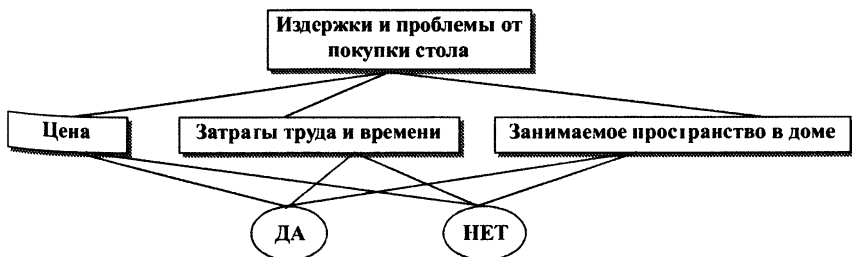 Издержки и проблемы от
покупки стола
Цена
Затраты труда и времени
Занимаемое пространство в доме
ДА
НЕТ